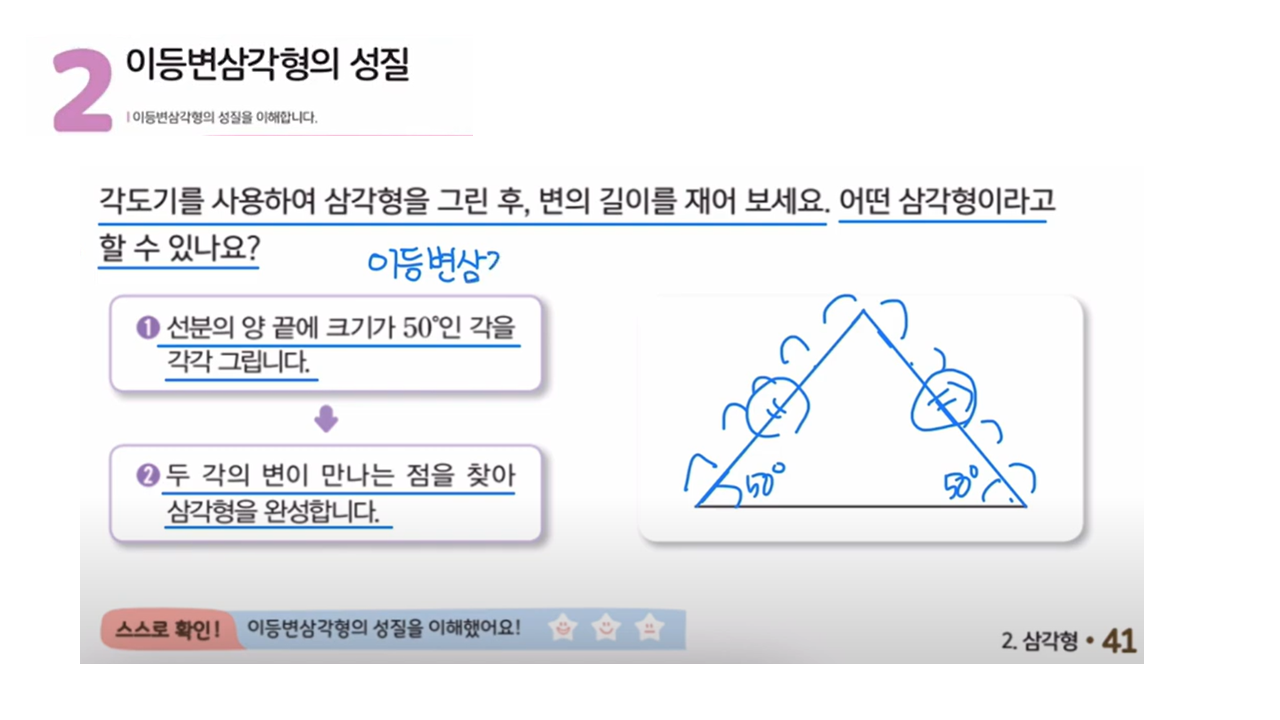 2
이등변삼각형의 성질
이등변삼각형의 성질을 이해합니다.
각도기를 사용하여 삼각형을 그린 후, 변의 길이를 재어 보세요. 어떤 삼각형이라고
할 수 있나요?
이등변삼
❶ 선분의 양 끝에 크기가 50°인 각을
각각 그립니다.
❷ 두 각의 변이 만나는 점을 찾아
삼각형을 완성합니다.
50° 50°
스스로 확인! 이등변삼각형의 성질을 이해했어요!
2. 삼각형 • 41